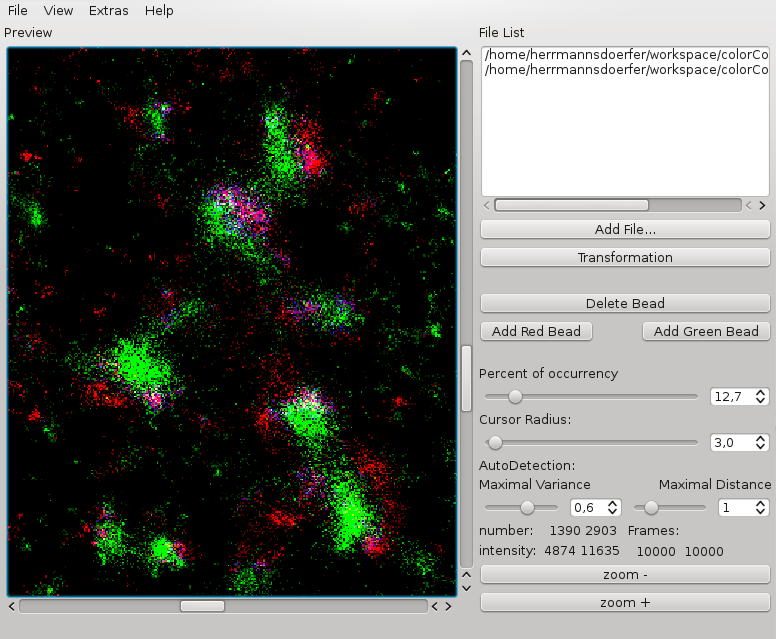 File View Extras Help
Preview
File List
/home/herrmannsdoerfer/workspace/colorCo
/home/herrmannsdoerfer/workspace/colorCo
Add File...
Transformation
Delete Bead
Add Red Bead Add Green Bead
Percent of occurrency
12,7
Cursor Radius:
3,0
AutoDetection:
Maximal Variance Maximal Distance
0,6 1
number: 1390 2903 Frames:
intensity: 4874 11635 10000 10000
zoom -
zoom +